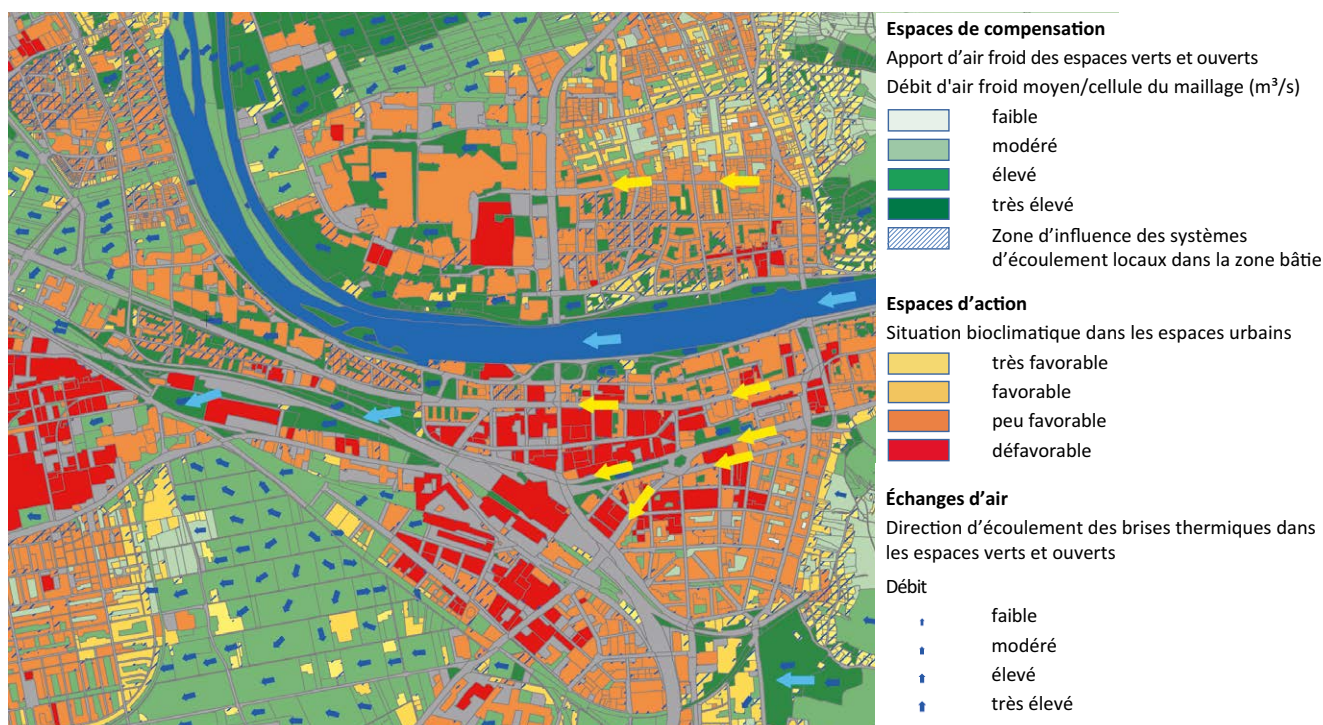 Espaces de compensation
Apport d’air froid des espaces verts et ouverts
Débit d'air froid moyen/cellule du maillage (m³/s)
faible
modéré
élevé
très élevé
Zone d’influence des systèmes
d’écoulement locaux dans la zone bâtie
Espaces d’action
Situation bioclimatique dans les espaces urbains
très favorable
favorable
peu favorable
défavorable
Échanges d’air
Direction d’écoulement des brises thermiques dans
les espaces verts et ouverts
Débit
faible
modéré
élevé
très élevé